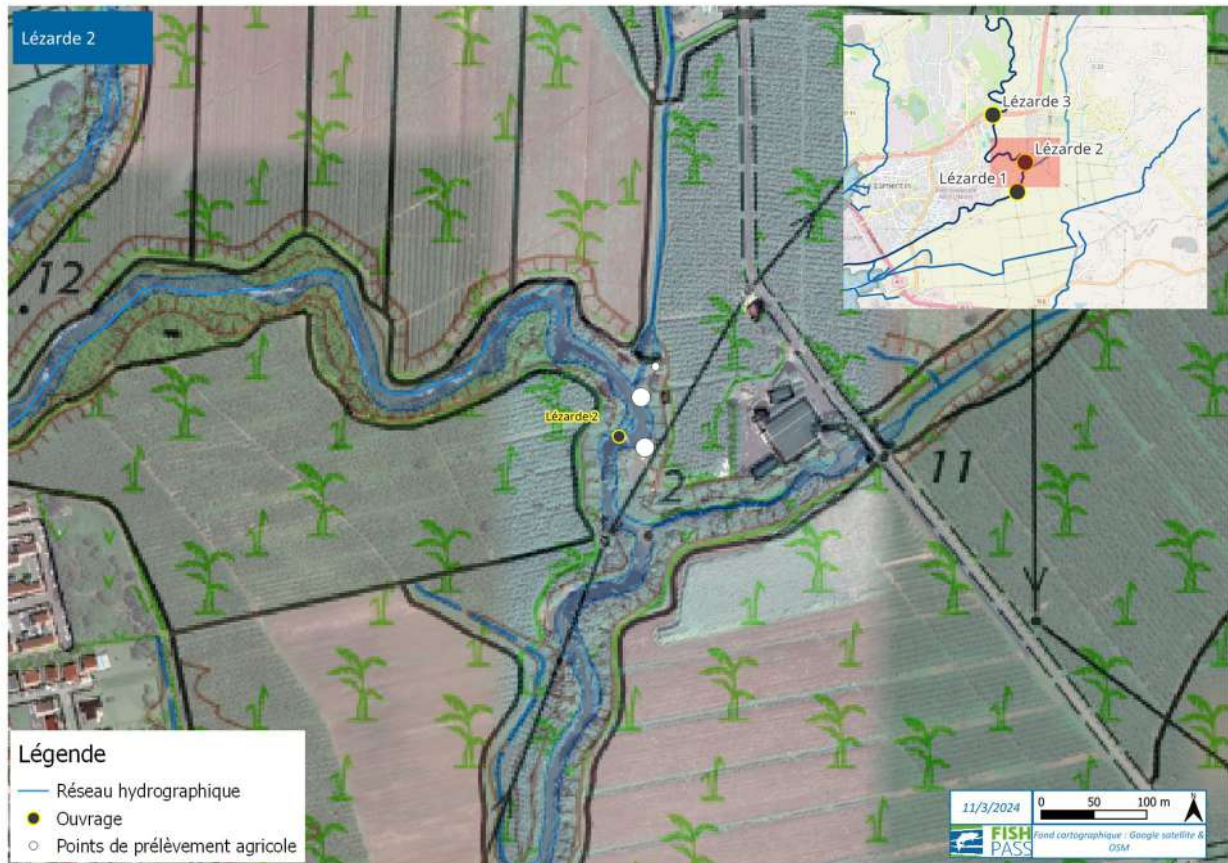 Lézarde 2
Lézarde 3
Lézarde 2
Lézarde 1
12
Lézarde 2
2
11
Légende
Réseau hydrographique
Ouvrage
Points de prélèvement agricole
11/3/2024
0 50 100 m
N
FISH
PASS
Fond cartographique : Google satellite &
OSM